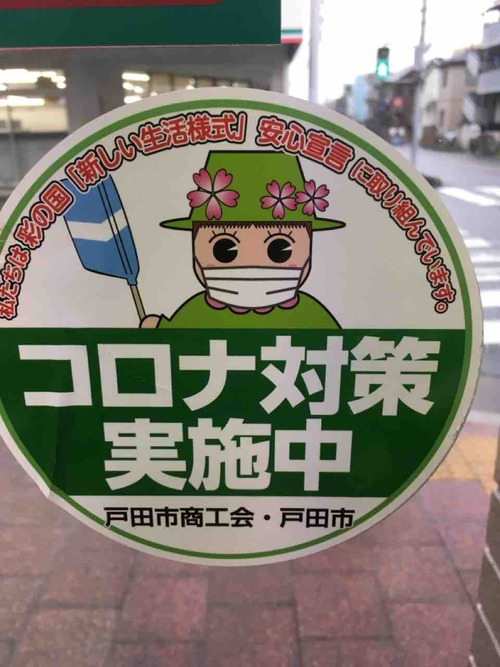 私たちは 彩の国「新しい生活様式」安心宣言 に取り組んでいます。
コロナ対策
実施中
戸田市商工会・戸田市